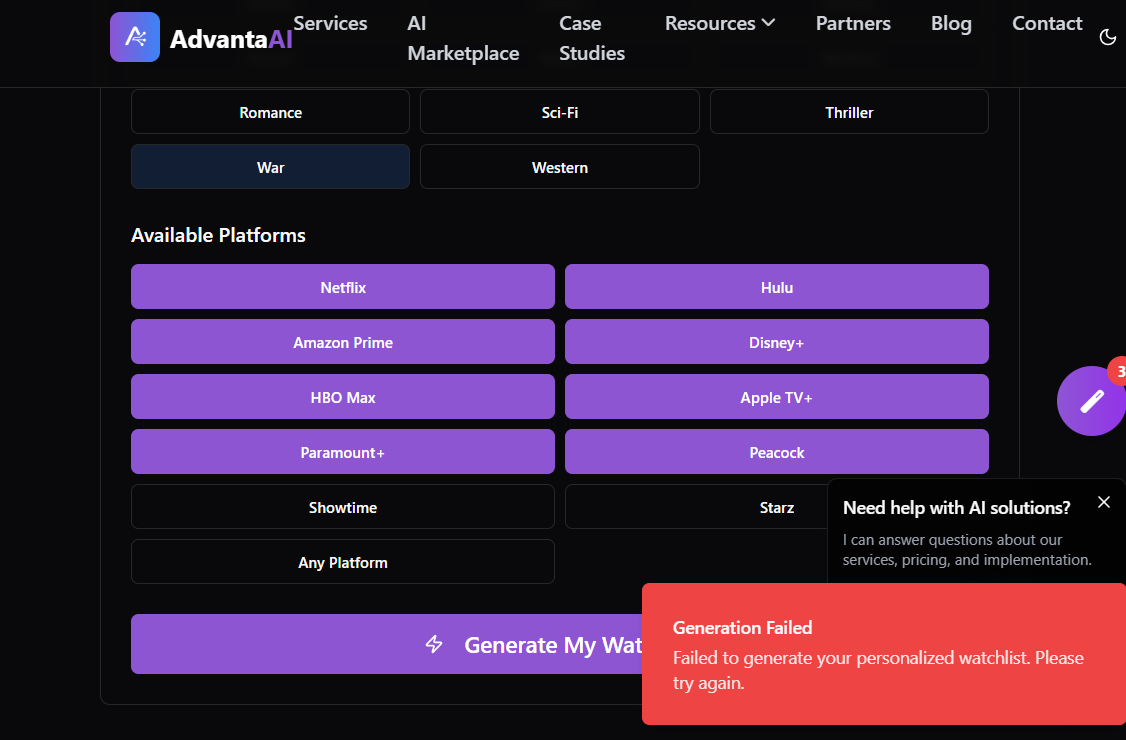 AdvantaAI
Services
AI
Marketplace
Case
Studies
Resources
Partners
Blog
Contact
Romance
Sci-Fi
Thriller
War
Western
Available Platforms
Netflix
Hulu
Amazon Prime
Disney+
HBO Max
Apple TV+
Paramount+
Peacock
3
Showtime
Starz
Any Platform
Need help with AI solutions?
I can answer questions about our
services, pricing, and implementation.
Generate My Wat
Generation Failed
Failed to generate your personalized watchlist. Please
try again.